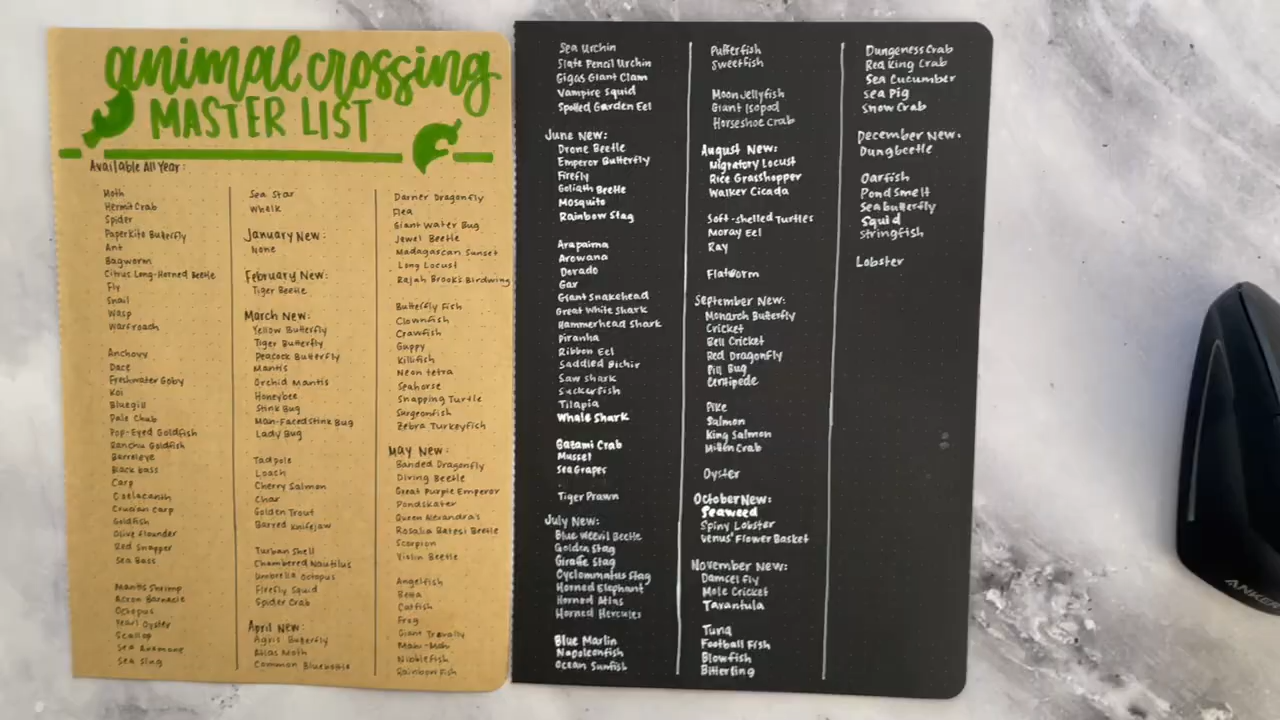 animal crossing
MASTER LIST
Available All Year:
Moth
Hermit Crab
Spider
Paper Kite Butterfly
Ant
Bagworm
Citrus Long-Horned Beetle
Fly
Snail
Wasp
Warfroach
Anchovy
Dace
Freshwater Goby
Koi
Bluegill
Pale Chub
Pop-Eyed Goldfish
Ranchu Goldfish
Barreleye
Black bass
Carp
Coelacanth
Crucian Carp
Goldfish
Olive flounder
Red Snapper
Sea Bass
Mantis Shrimp
Acorn Barnacle
Octopus
Pearl Oyster
Scallop
Sea Anemone
Sea Slug
Sea Star
Whelk
January New:
None
February New:
Tiger Beetle
March New:
Yellow Butterfly
Tiger Butterfly
Peacock Butterfly
Mantis
Orchid Mantis
Honeybee
Stink Bug
Man-Faced Stink Bug
Lady Bug
Tadpole
Loach
Cherry Salmon
Char
Golden Trout
Barred Knifejaw
Turban Shell
Chambered Nautilus
Umbrella Octopus
Firefly Squid
Spider Crab
April New:
Agris Butterfly
Atlas Moth
Common Bluebottle
Darner Dragonfly
Flea
Giant Water Bug
Jewel Beetle
Madagascan Sunset
Long Locust
Rajah Brook's Birdwing
Butterfly Fish
Clownfish
Crawfish
Guppy
Killifish
Neon tetra
Seahorse
Snapping Turtle
Surgeonfish
Zebra Turkeyfish
May New:
Banded Dragonfly
Diving Beetle
Great Purple Emperor
Pondskater
Queen Alexandra's
Rosalia Batesi Beetle
Scorpion
Violin Beetle
Angelfish
Betta
Catfish
Frog
Giant Trevally
Mahi-Mahi
Nibblefish
Rainbowfish
Sea Urchin
Slate Pencil Urchin
Gigas Giant Clam
Vampire Squid
Spotted Garden Eel
June New:
Drone Beetle
Emperor Butterfly
Firefly
Goliath Beetle
Mosquito
Rainbow Stag
Arapaima
Arowana
Dorado
Gar
Giant Snakehead
Great White Shark
Hammerhead Shark
Piranha
Ribbon Eel
Saddled Bichir
Saw shark
Suckerfish
Tilapia
Whale Shark
Gazami Crab
Mussel
Sea Grapes
Tiger Prawn
July New:
Blue Weevil Beetle
Golden Stag
Giraffe Stag
Cyclommatus Stag
Horned Elephant
Horned Atlas
Horned Hercules
Blue Marlin
Napoleonfish
Ocean Sunfish
Pufferfish
Sweetfish
Moon Jellyfish
Giant Isopod
Horseshoe Crab
August New:
Migratory Locust
Rice Grasshopper
Walker Cicada
Soft-shelled Turtles
Moray Eel
Ray
Flatworm
September New:
Monarch Butterfly
Cricket
Bell Cricket
Red Dragonfly
Pill Bug
Centipede
Pike
Salmon
King Salmon
Mitten Crab
Oyster
October New:
Seaweed
Spiny Lobster
Venus' Flower Basket
November New:
Damselfly
Mole Cricket
Tarantula
Tuna
Football Fish
Blowfish
Bitterling
Dungeness Crab
Red King Crab
Sea Cucumber
Sea Pig
Snow Crab
December New:
Dungbeetle
Oarfish
Pond Smelt
Sea butterfly
Squid
Stringfish
Lobster
ANKER